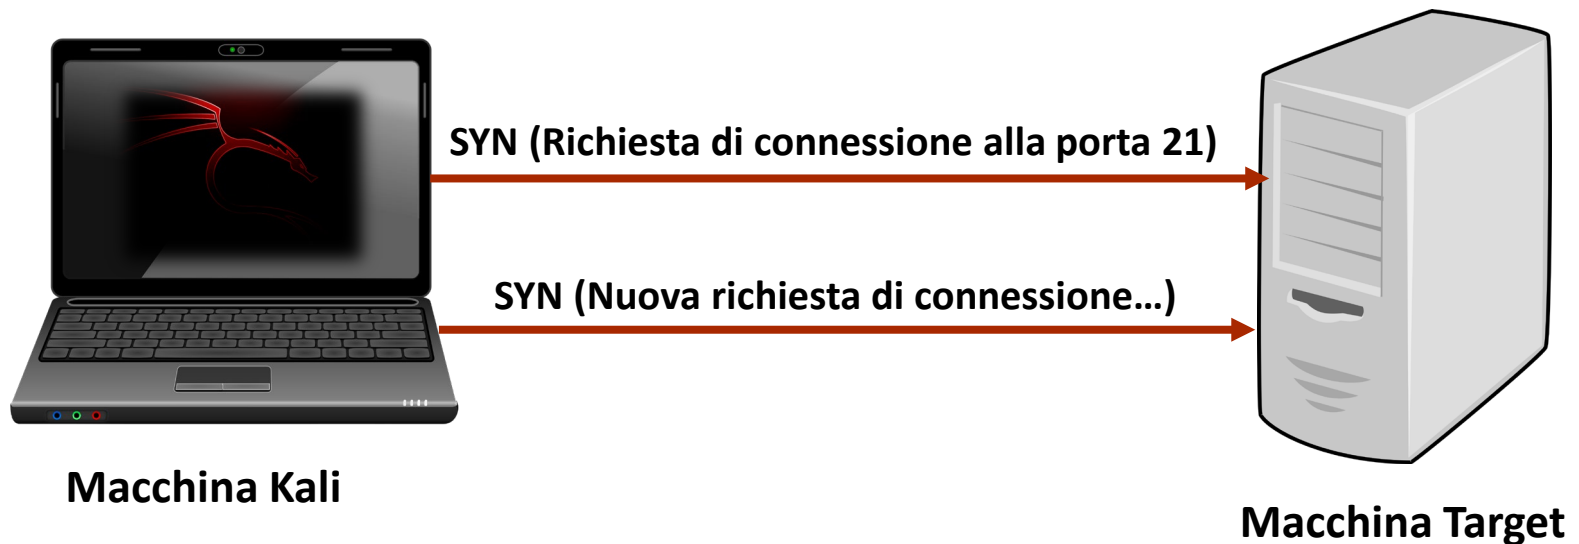 SYN (Richiesta di connessione alla porta 21)
SYN (Nuova richiesta di connessione…)
Macchina Kali
Macchina Target